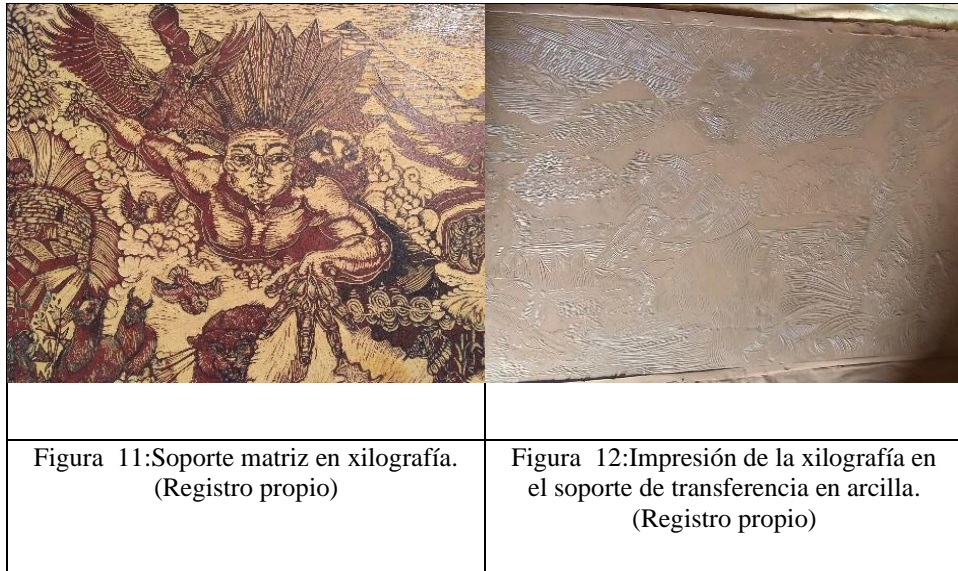 Figura 11:Soporte matriz en xilografía.
(Registro propio)
Figura 12:Impresión de la xilografía en
el soporte de transferencia en arcilla.
(Registro propio)